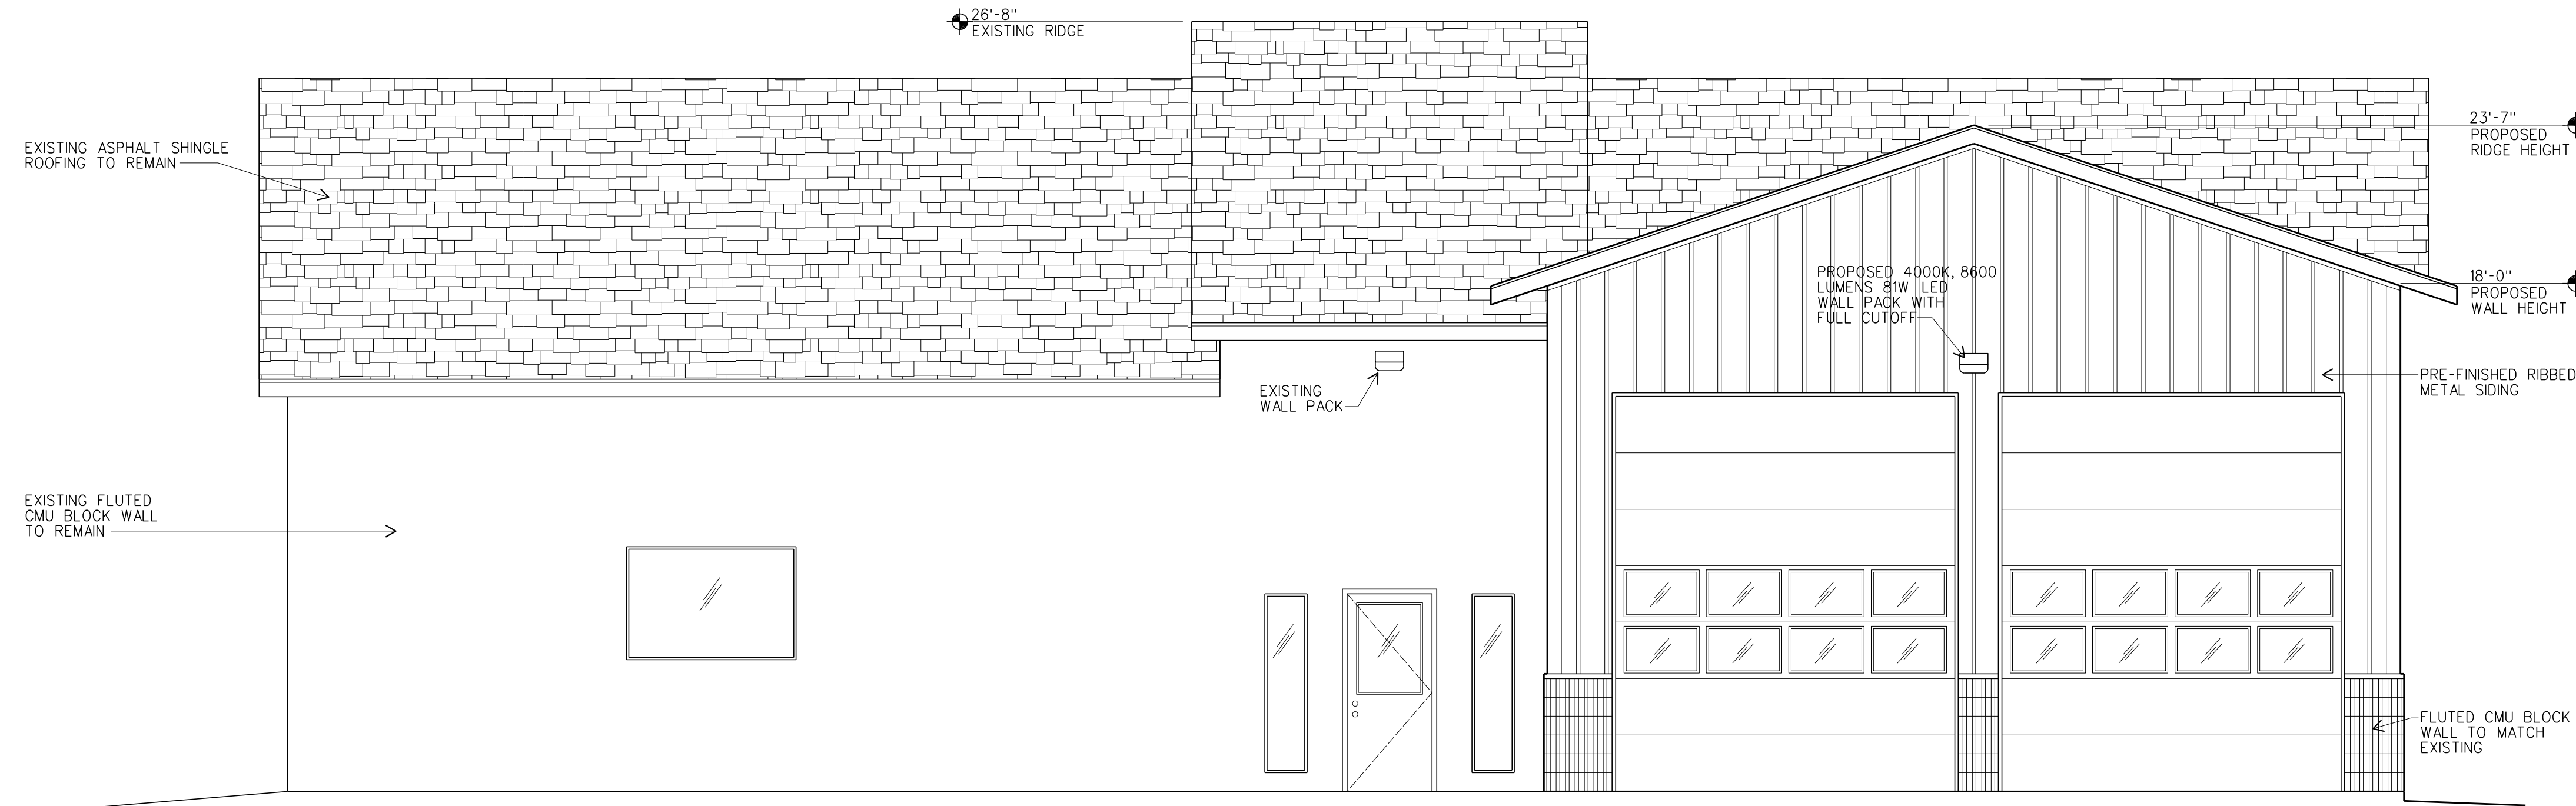 26'-8"
EXISTING RIDGE
EXISTING ASPHALT SHINGLE
ROOFING TO REMAIN
23'-7"
PROPOSED
RIDGE HEIGHT
PROPOSED 4000K, 8600
LUMENS 81W LED
WALL PACK WITH
FULL CUTOFF
18'-0"
PROPOSED
WALL HEIGHT
EXISTING
WALL PACK
PRE-FINISHED RIBBED
METAL SIDING
EXISTING FLUTED
CMU BLOCK WALL
TO REMAIN
FLUTED CMU BLOCK
WALL TO MATCH
EXISTING